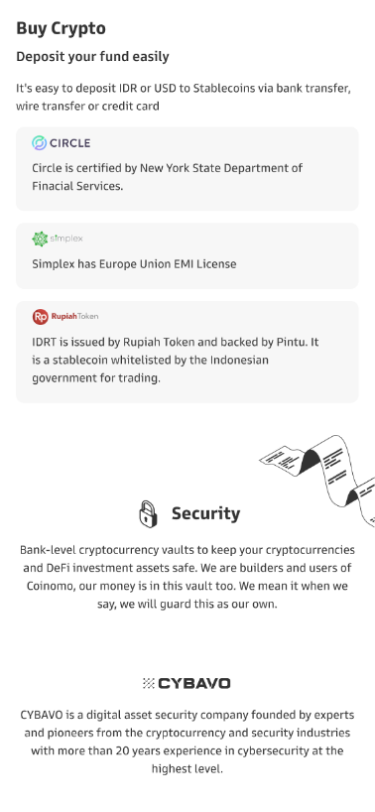 Buy Crypto
Deposit your fund easily
It's easy to deposit IDR or USD to Stablecoins via bank transfer,
wire transfer or credit card
CIRCLE
Circle is certified by New York State Department of
Finacial Services.
simplex
Simplex has Europe Union EMI License
Rp RupiahToken
IDRT is issued by Rupiah Token and backed by Pintu. It
is a stablecoin whitelisted by the Indonesian
government for trading.
Security
Bank-level cryptocurrency vaults to keep your cryptocurrencies
and DeFi investment assets safe. We are builders and users of
Coinomo, our money is in this vault too. We mean it when we
say, we will guard this as our own.
CYBAVO
CYBAVO is a digital asset security company founded by experts
and pioneers from the cryptocurrency and security industries
with more than 20 years experience in cybersecurity at the
highest level.